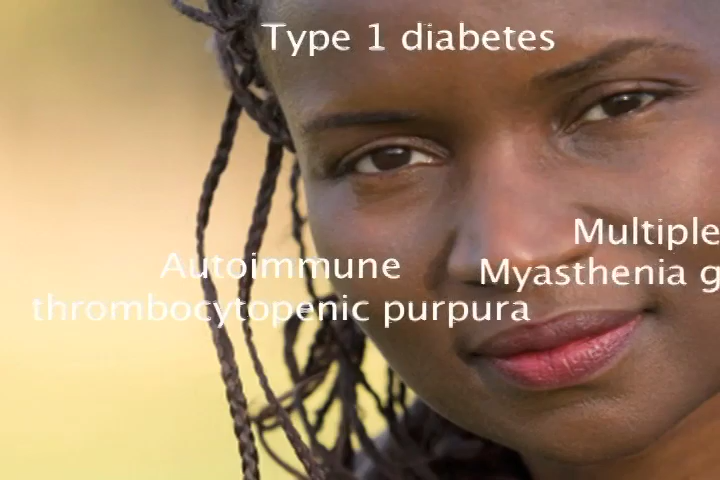 Type 1 diabetes
Multiple
Myasthenia g
Autoimmune
thrombocytopenic purpura